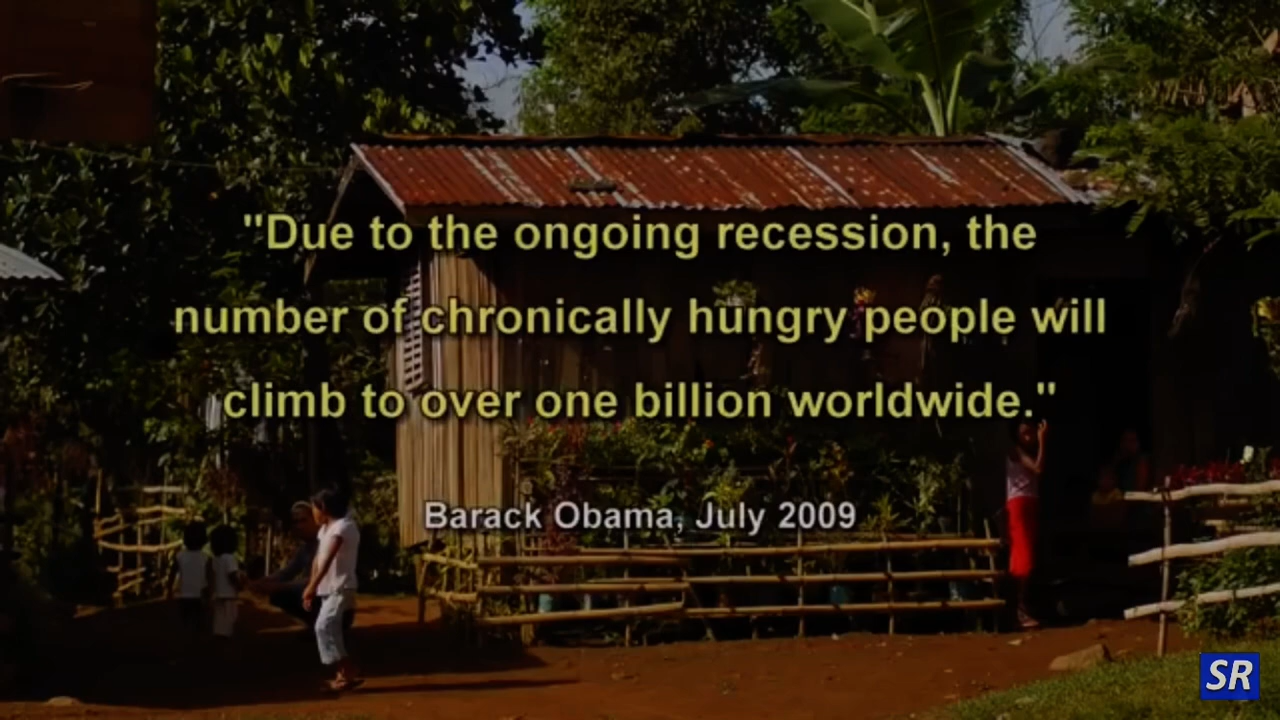 "Due to the ongoing recession, the
number of chronically hungry people will
climb to over one billion worldwide."
Barack Obama, July 2009
SR